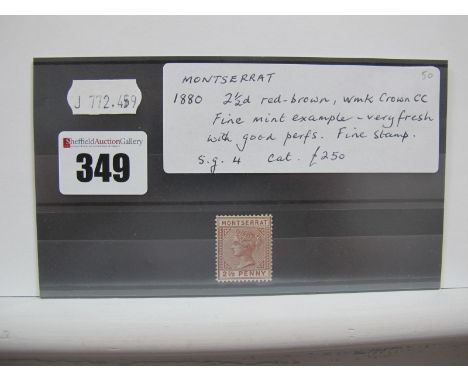 J 772.459
SheffieldAuctionGallery
349
MONTSERRAT
50
1880 2½d red-brown, wmk Crown CC
Fine mint example - very fresh
with good perfs. Fine stamp.
S.g. 4 Cat. £250
MONTSERRAT
2½ PENNY